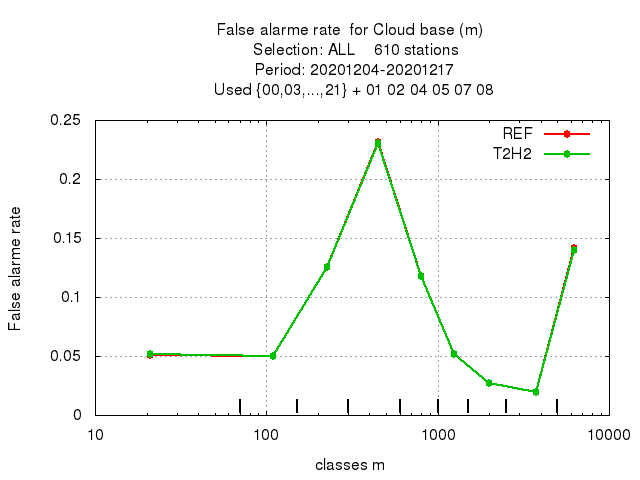 False alarme rate  for Cloud base (m)
Selection: ALL    610 stations
Period: 20201204-20201217
Used {00,03,...,21} + 01 02 04 05 07 08
REF
T2H2
0.25
0.2
0.15
0.1
0.05
0
False alarme rate
10
100
1000
10000
classes m